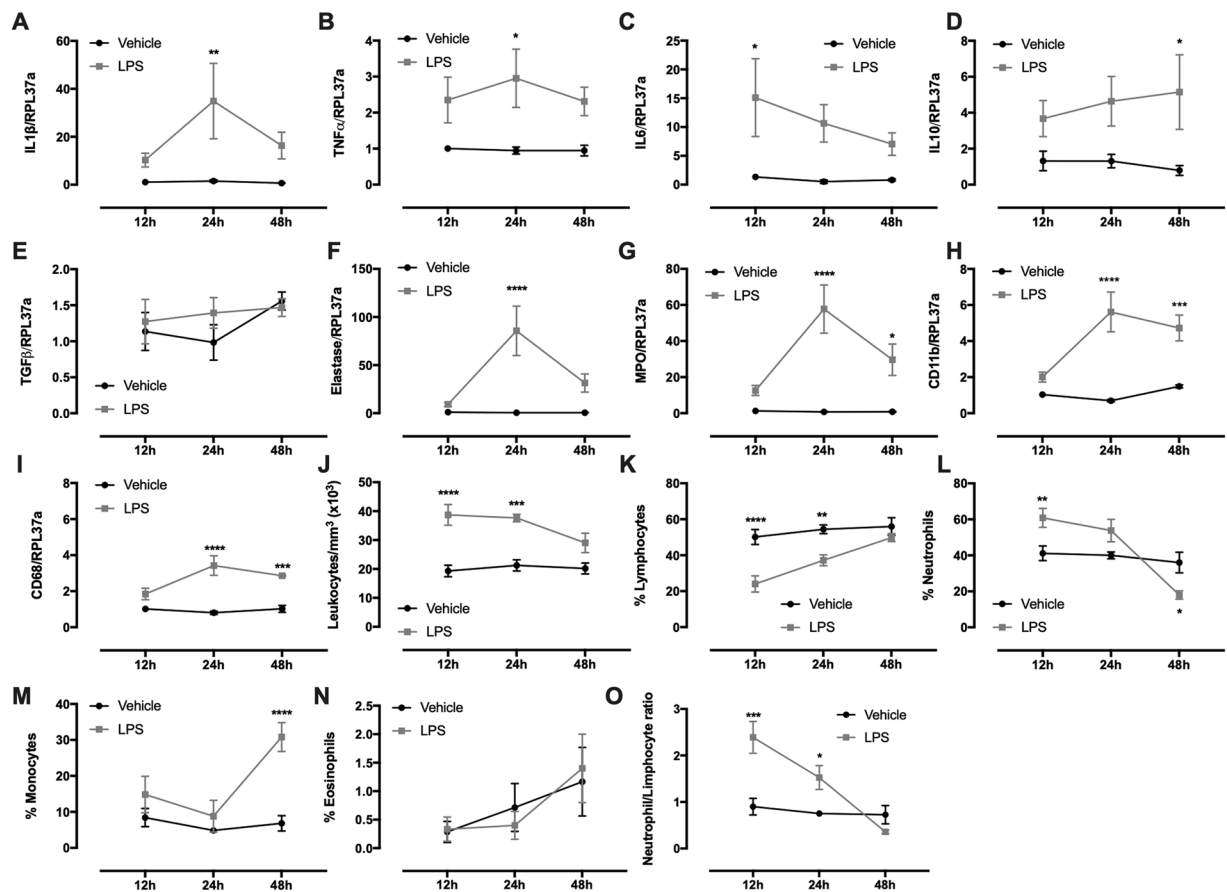 A
IL1β/RPL37a
60
40
20
0
Vehicle
LPS
**
12h 24h 48h
B
TNFα/RPL37a
4
3
2
1
0
Vehicle
LPS
*
12h 24h 48h
C
IL6/RPL37a
25
20
15
10
5
0
Vehicle
LPS
*
12h 24h 48h
D
IL10/RPL37a
8
6
4
2
0
Vehicle
LPS
*
12h 24h 48h
E
TGFβ/RPL37a
2.0
1.5
1.0
0.5
0.0
Vehicle
LPS
12h 24h 48h
F
Elastase/RPL37a
150
125
100
75
50
25
0
Vehicle
LPS
****
12h 24h 48h
G
MPO/RPL37a
80
60
40
20
0
Vehicle
LPS
****
*
12h 24h 48h
H
CD11b/RPL37a
8
6
4
2
0
Vehicle
LPS
****
***
12h 24h 48h
I
CD68/RPL37a
8
6
4
2
0
Vehicle
LPS
****
***
12h 24h 48h
J
Leukocytes/mm³ (x10³)
50
40
30
20
10
0
****
***
Vehicle
LPS
12h 24h 48h
K
% Lymphocytes
80
60
40
20
0
****
**
Vehicle
LPS
12h 24h 48h
L
% Neutrophils
80
60
40
20
0
**
*
Vehicle
LPS
12h 24h 48h
M
% Monocytes
40
30
20
10
0
Vehicle
LPS
****
12h 24h 48h
N
% Eosinophils
2.5
2.0
1.5
1.0
0.5
0.0
Vehicle
LPS
12h 24h 48h
O
Neutrophil/Limphocyte ratio
3
2
1
0
Vehicle
LPS
***
*
12h 24h 48h